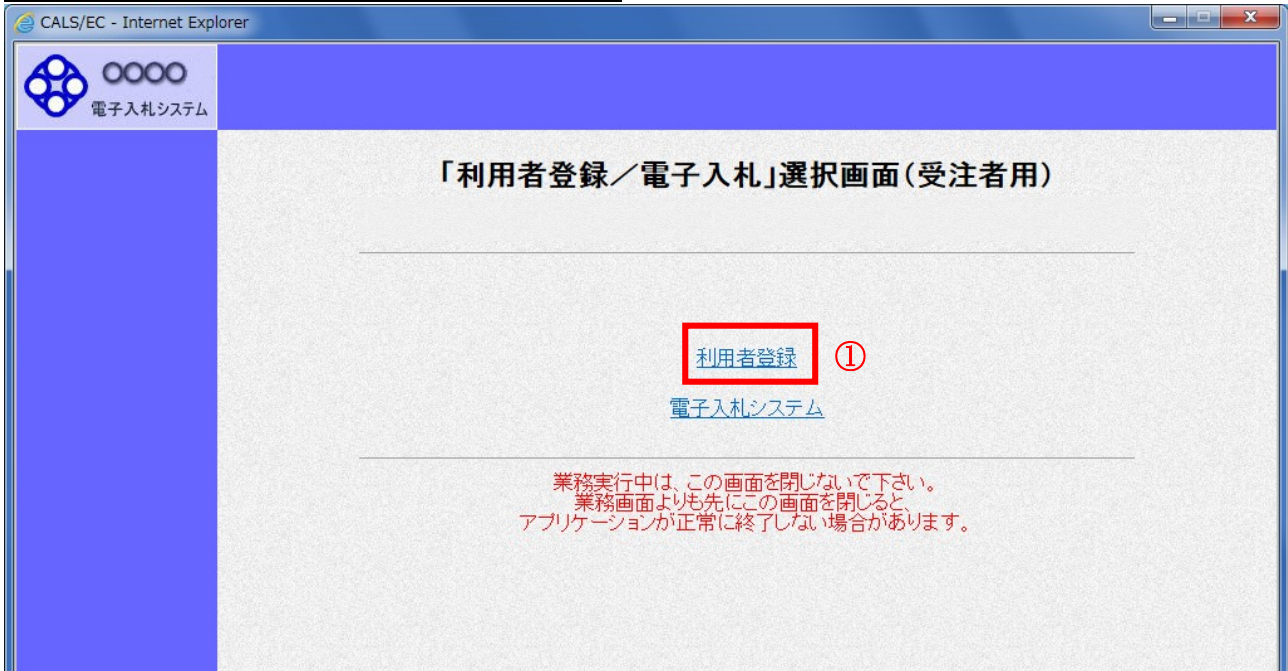 CALS/EC - Internet Explorer
○○○○
電子入札システム
「利用者登録／電子入札」選択画面(受注者用)
利用者登録 ①
電子入札システム
業務実行中は、この画面を閉じないで下さい。
業務画面よりも先にこの画面を閉じると、
アプリケーションが正常に終了しない場合があります。